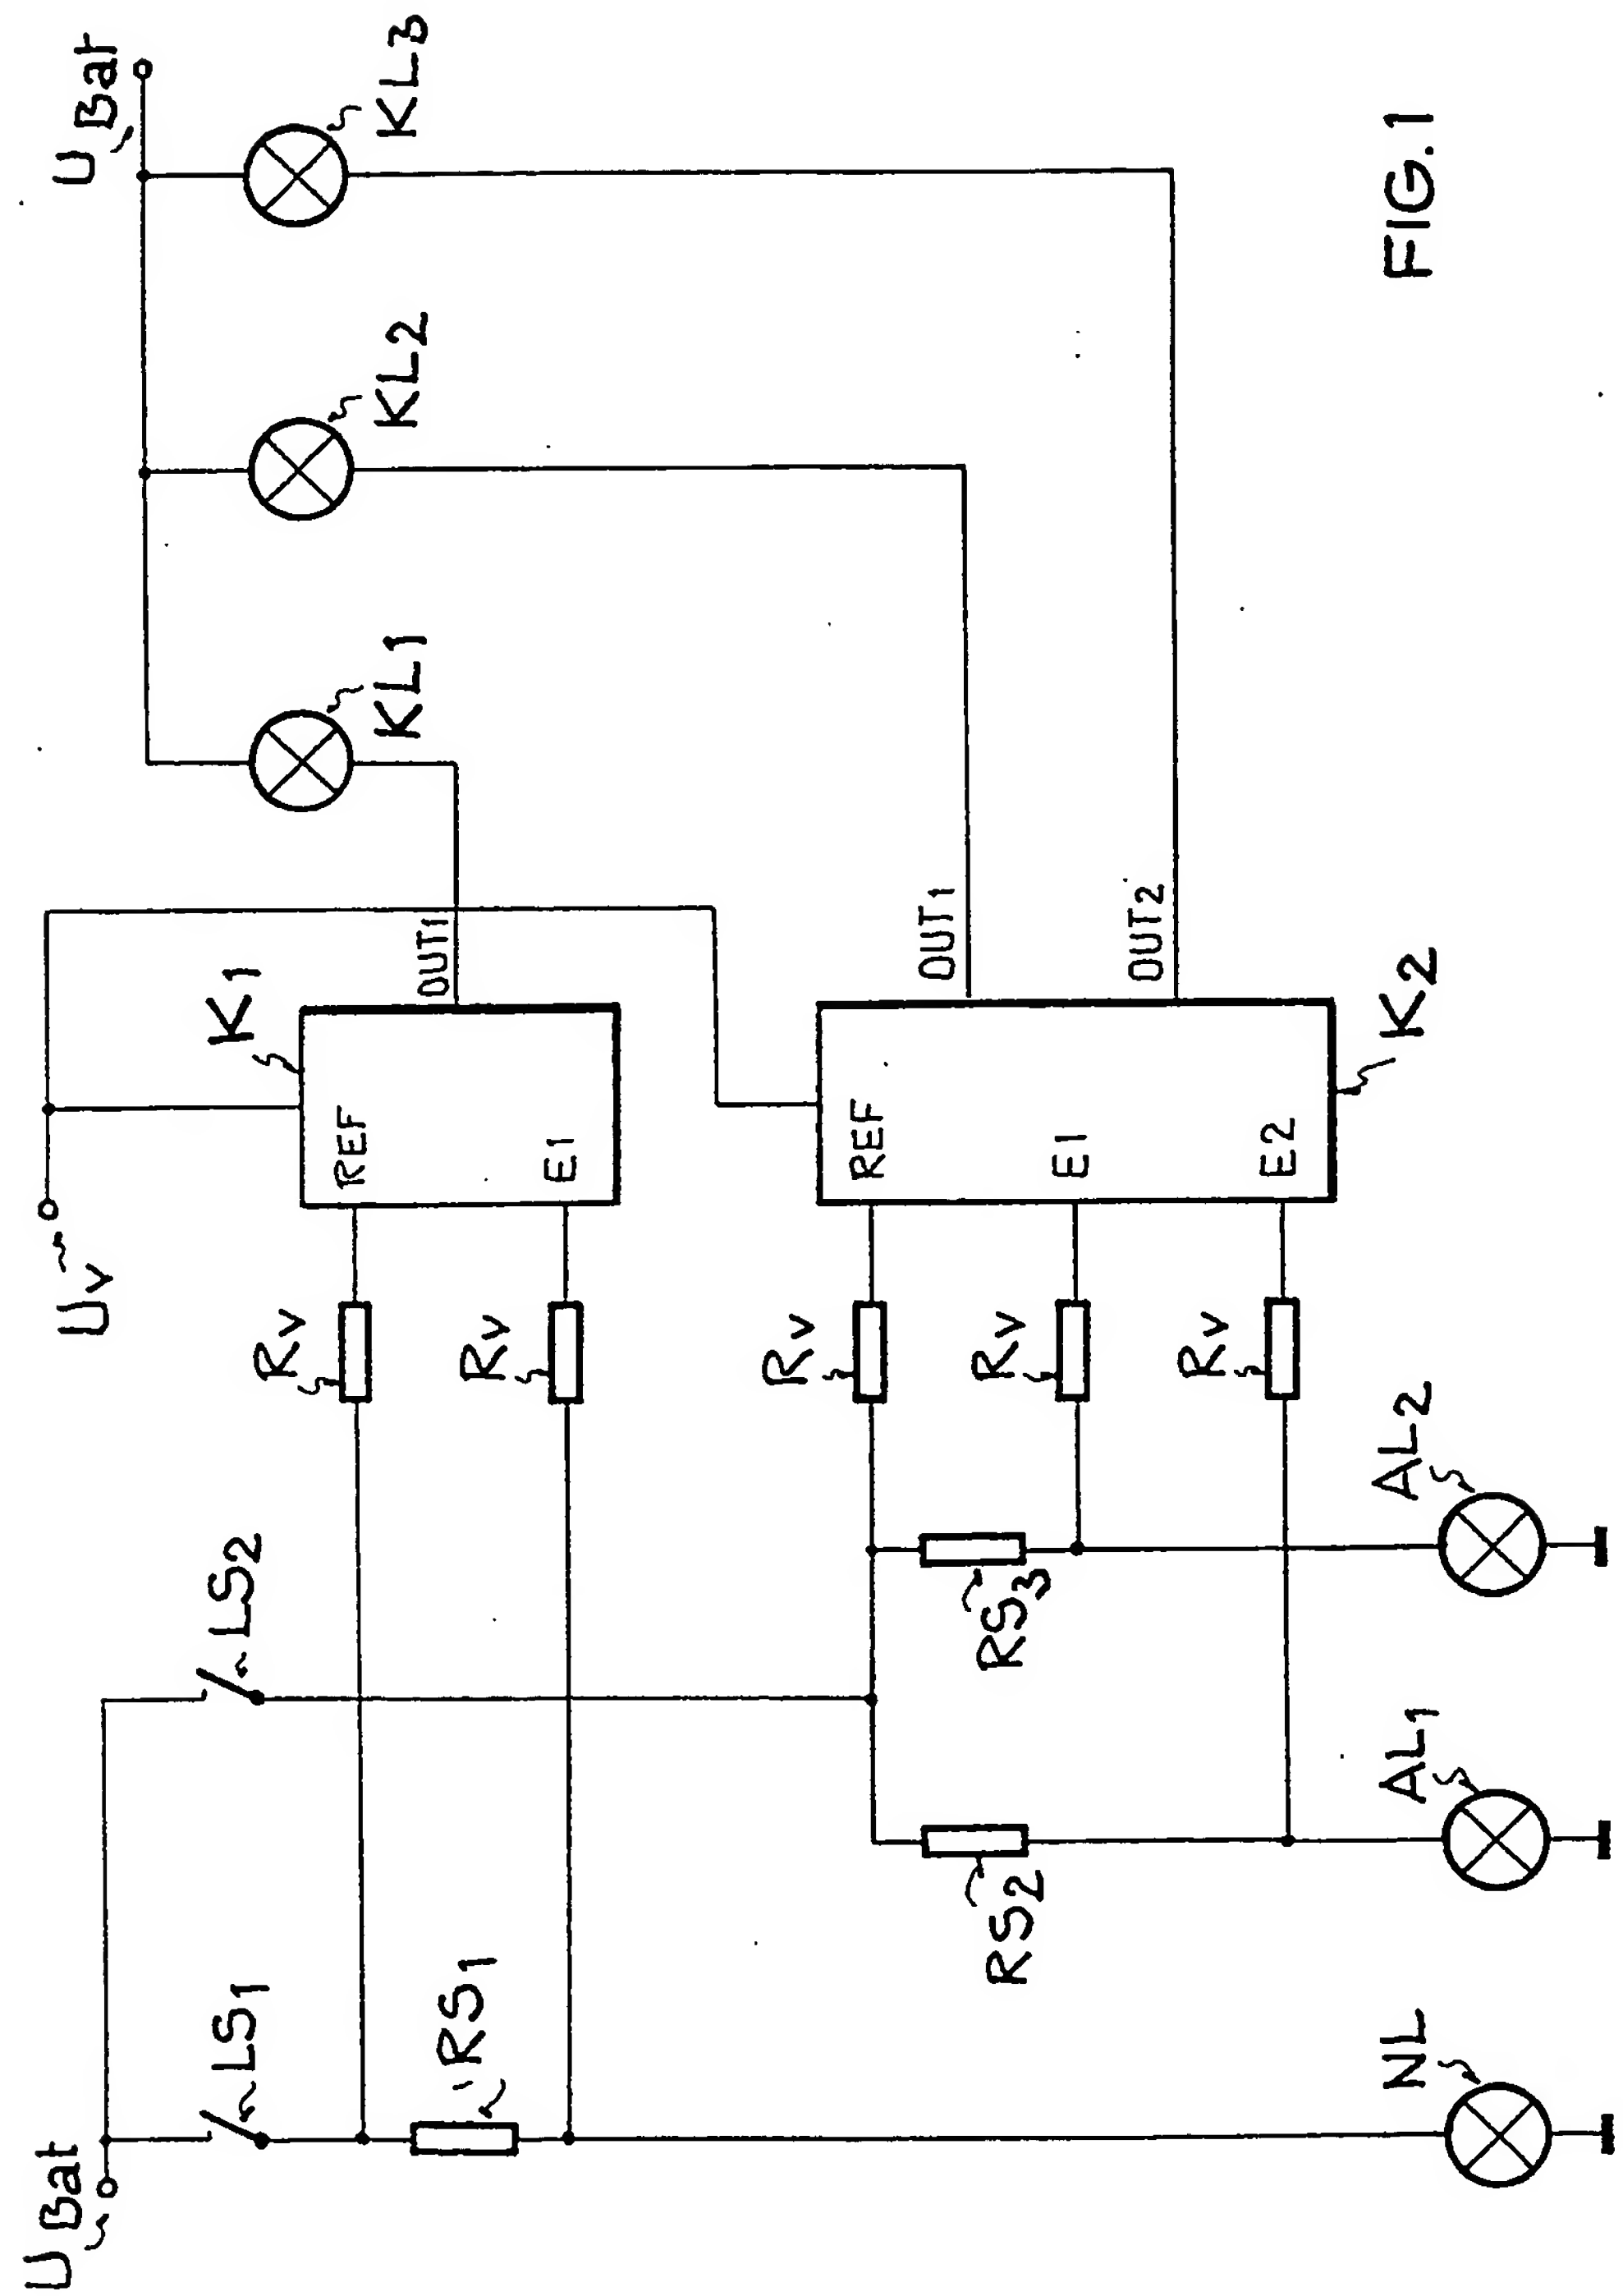 U Bat
LS1
RS1
NL
LS2
RS2
AL1
RS3
AL2
Uv
Rv
Rv
Rv
Rv
Rv
K1
REF
E1
OUT1
REF
E1
E2
OUT1
OUT2
K2
KL1
KL2
KL3
U Bat
FIG.1